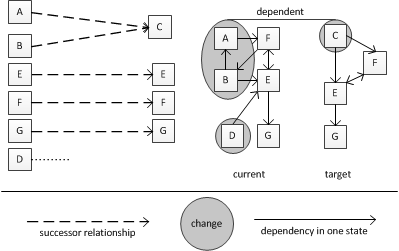 dependent
A
C
B
E E
F F
G G
D
A F
B E
D G
C
F
E
G
current target
change
successor relationship
dependency in one state